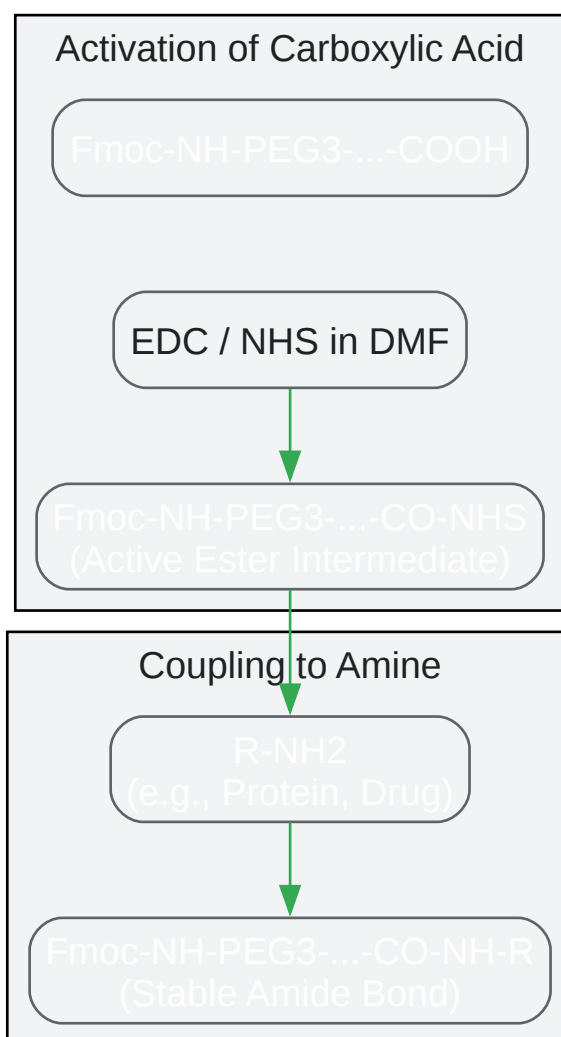 Activation of Carboxylic Acid
Fmoc-NH-PEG3-...-COOH
EDC / NHS in DMF
Fmoc-NH-PEG3-...-CO-NHS
(Active Ester Intermediate)
Coupling to Amine
R-NH2
(e.g., Protein, Drug)
Fmoc-NH-PEG3-...-CO-NH-R
(Stable Amide Bond)